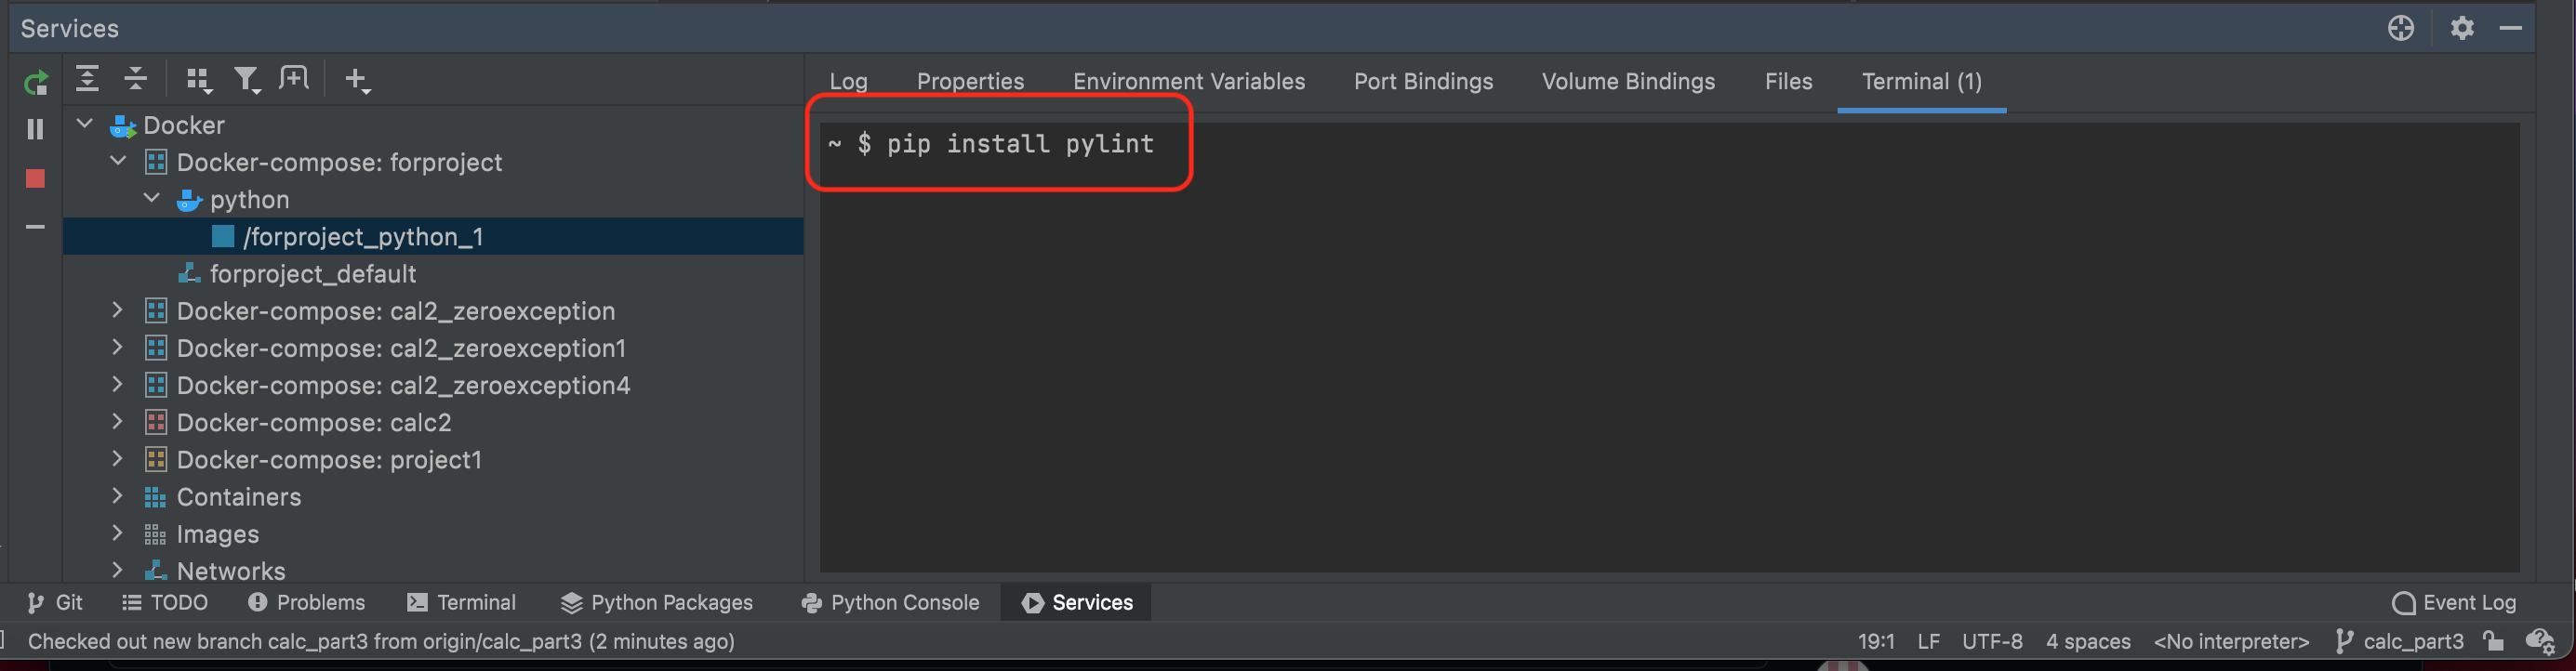 Services
Log Properties Environment Variables Port Bindings Volume Bindings Files Terminal (1)
~ $ pip install pylint
Docker
Docker-compose: forproject
python
/forproject_python_1
forproject_default
Docker-compose: cal2_zeroexception
Docker-compose: cal2_zeroexception1
Docker-compose: cal2_zeroexception4
Docker-compose: calc2
Docker-compose: project1
Containers
Images
Networks
Git TODO Problems Terminal Python Packages Python Console Services Event Log
Checked out new branch calc_part3 from origin/calc_part3 (2 minutes ago) 19:1 LF UTF-8 4 spaces <No interpreter> calc_part3